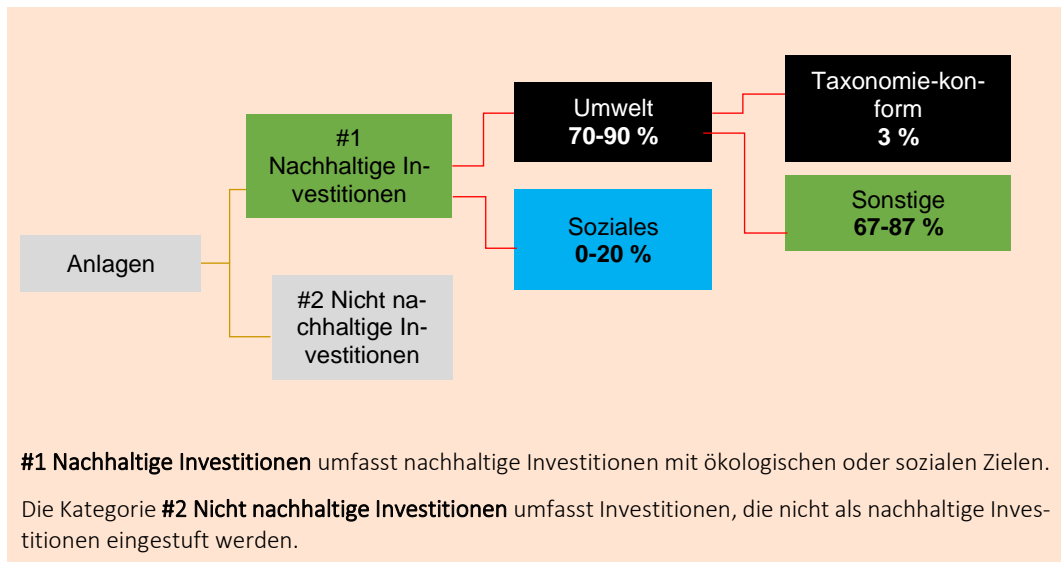 Anlagen
#1
Nachhaltige In-
vestitionen
#2 Nicht na-
chhaltige In-
vestitionen
Umwelt
70-90 %
Soziales
0-20 %
Taxonomie-kon-
form
3 %
Sonstige
67-87 %
#1 Nachhaltige Investitionen umfasst nachhaltige Investitionen mit ökologischen oder sozialen Zielen.
Die Kategorie #2 Nicht nachhaltige Investitionen umfasst Investitionen, die nicht als nachhaltige Inves-
titionen eingestuft werden.